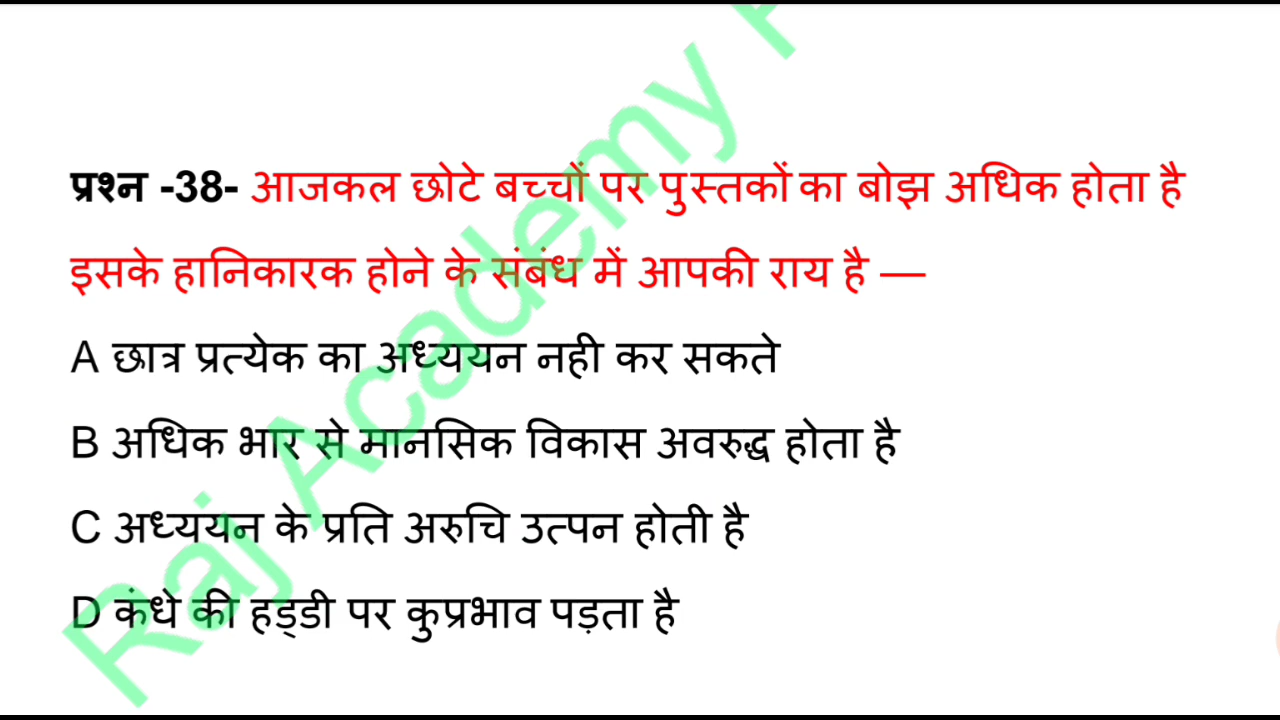 प्रश्न -38- आजकल छोटे बच्चों पर पुस्तकों का बोझ अधिक होता है
इसके हानिकारक होने के संबंध में आपकी राय है —
A छात्र प्रत्येक का अध्ययन नही कर सकते
B अधिक भार से मानसिक विकास अवरुद्ध होता है
C अध्ययन के प्रति अरुचि उत्पन होती है
D कंधे की हड्डी पर कुप्रभाव पड़ता है
Raj Academy